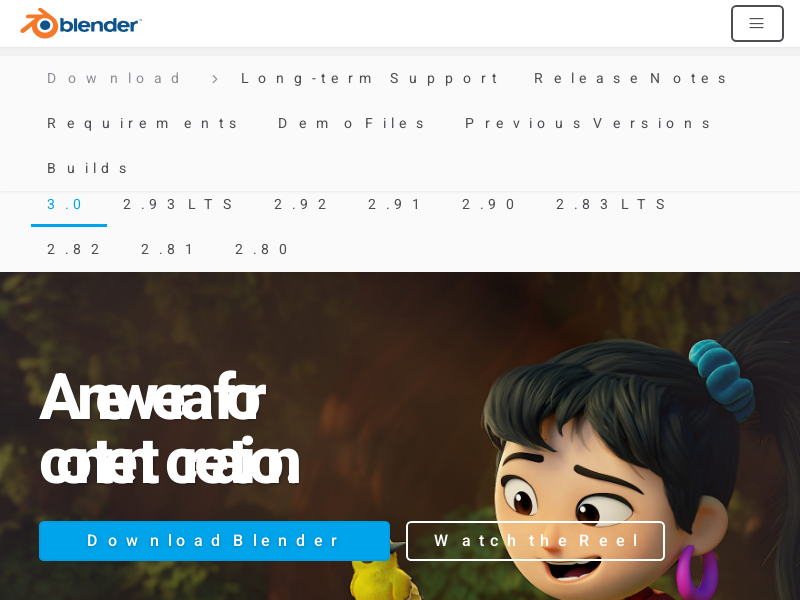 blender
Download > Long-term Support Release Notes
Requirements Demo Files Previous Versions
Builds
3.0 2.93 LTS 2.92 2.91 2.90 2.83 LTS
2.82 2.81 2.80
A new era for
content creation.
Download Blender Watch the Reel